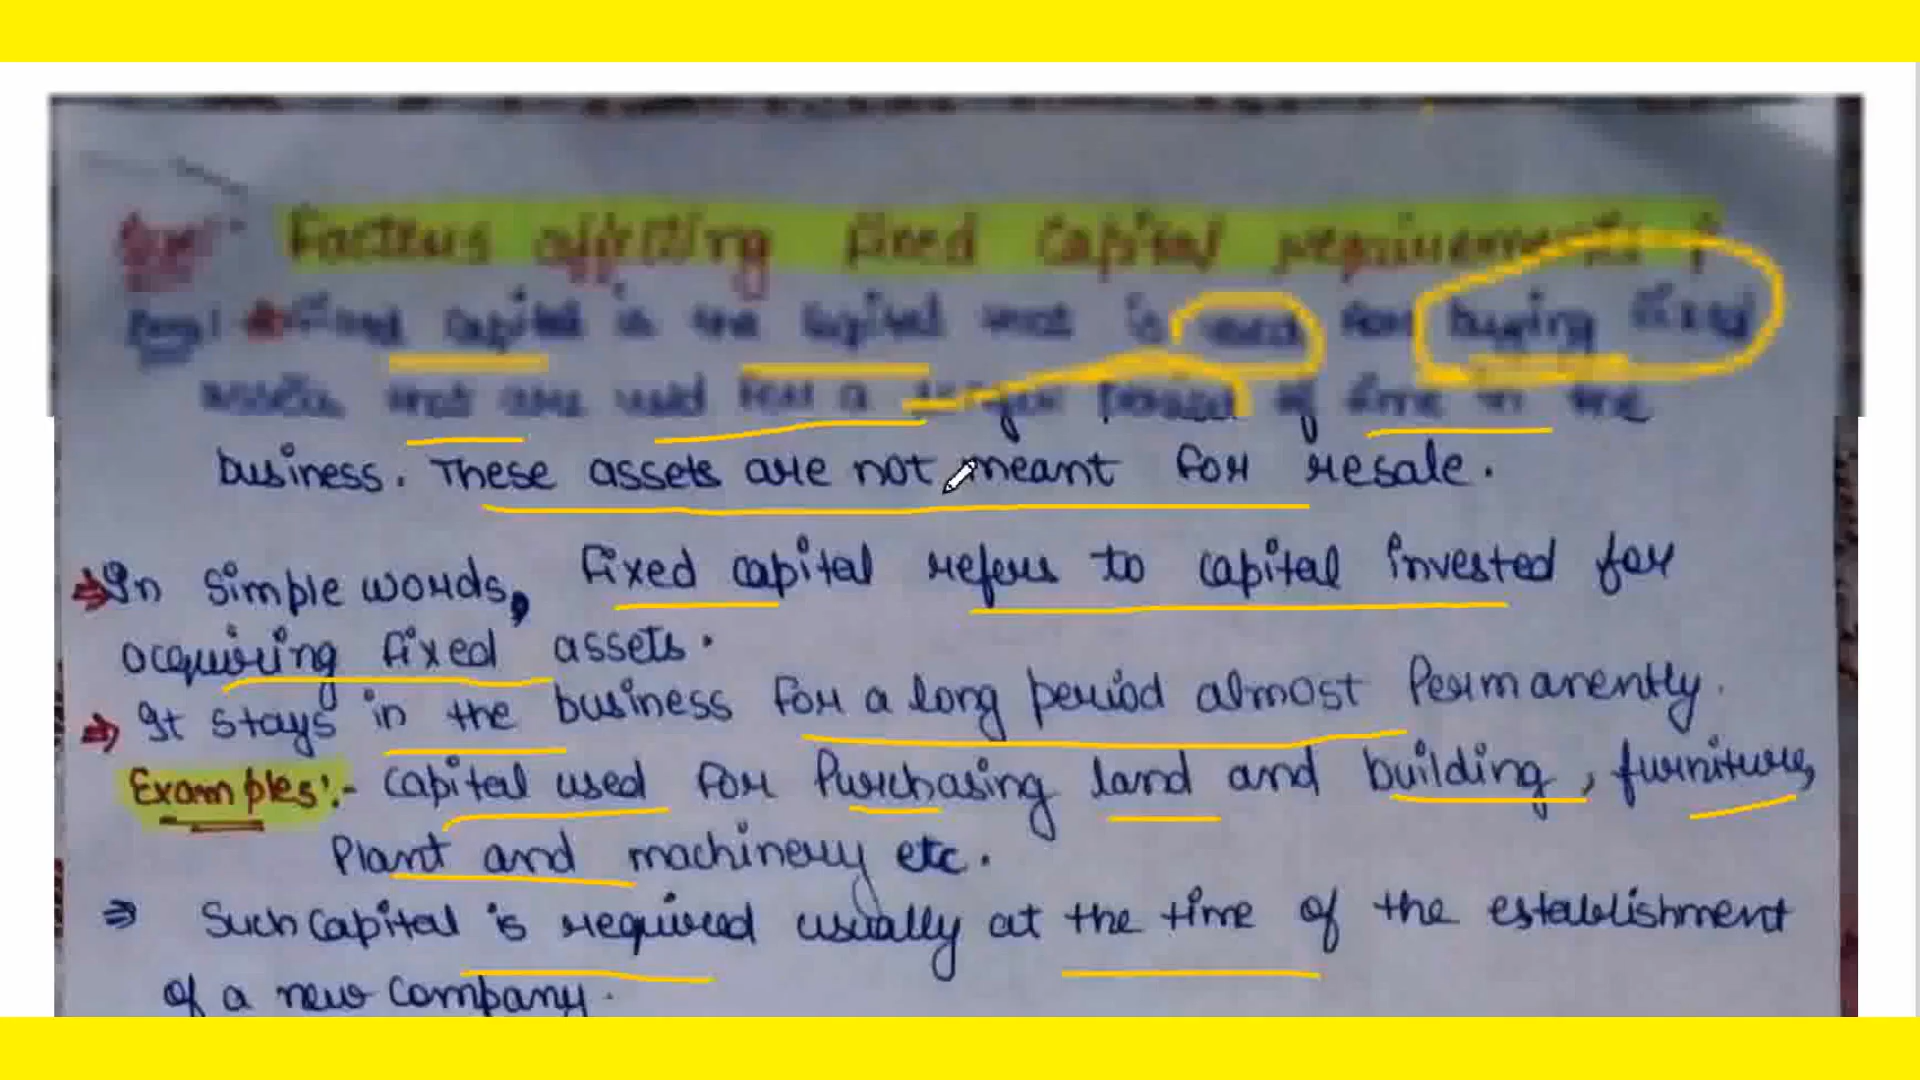 Factors affecting fixed capital requirements
Fixed capital is the capital that is used for buying fixed
assets that are used for a longer period of time in the
business. These assets are not meant for resale.
⇒ In simple words, fixed capital refers to capital invested for
acquiring fixed assets.
⇒ It stays in the business for a long period almost permanently.
Examples:- capital used for Purchasing land and building, furniture,
Plant and machinery etc.
⇒ Such capital is required usually at the time of the establishment
of a new company.